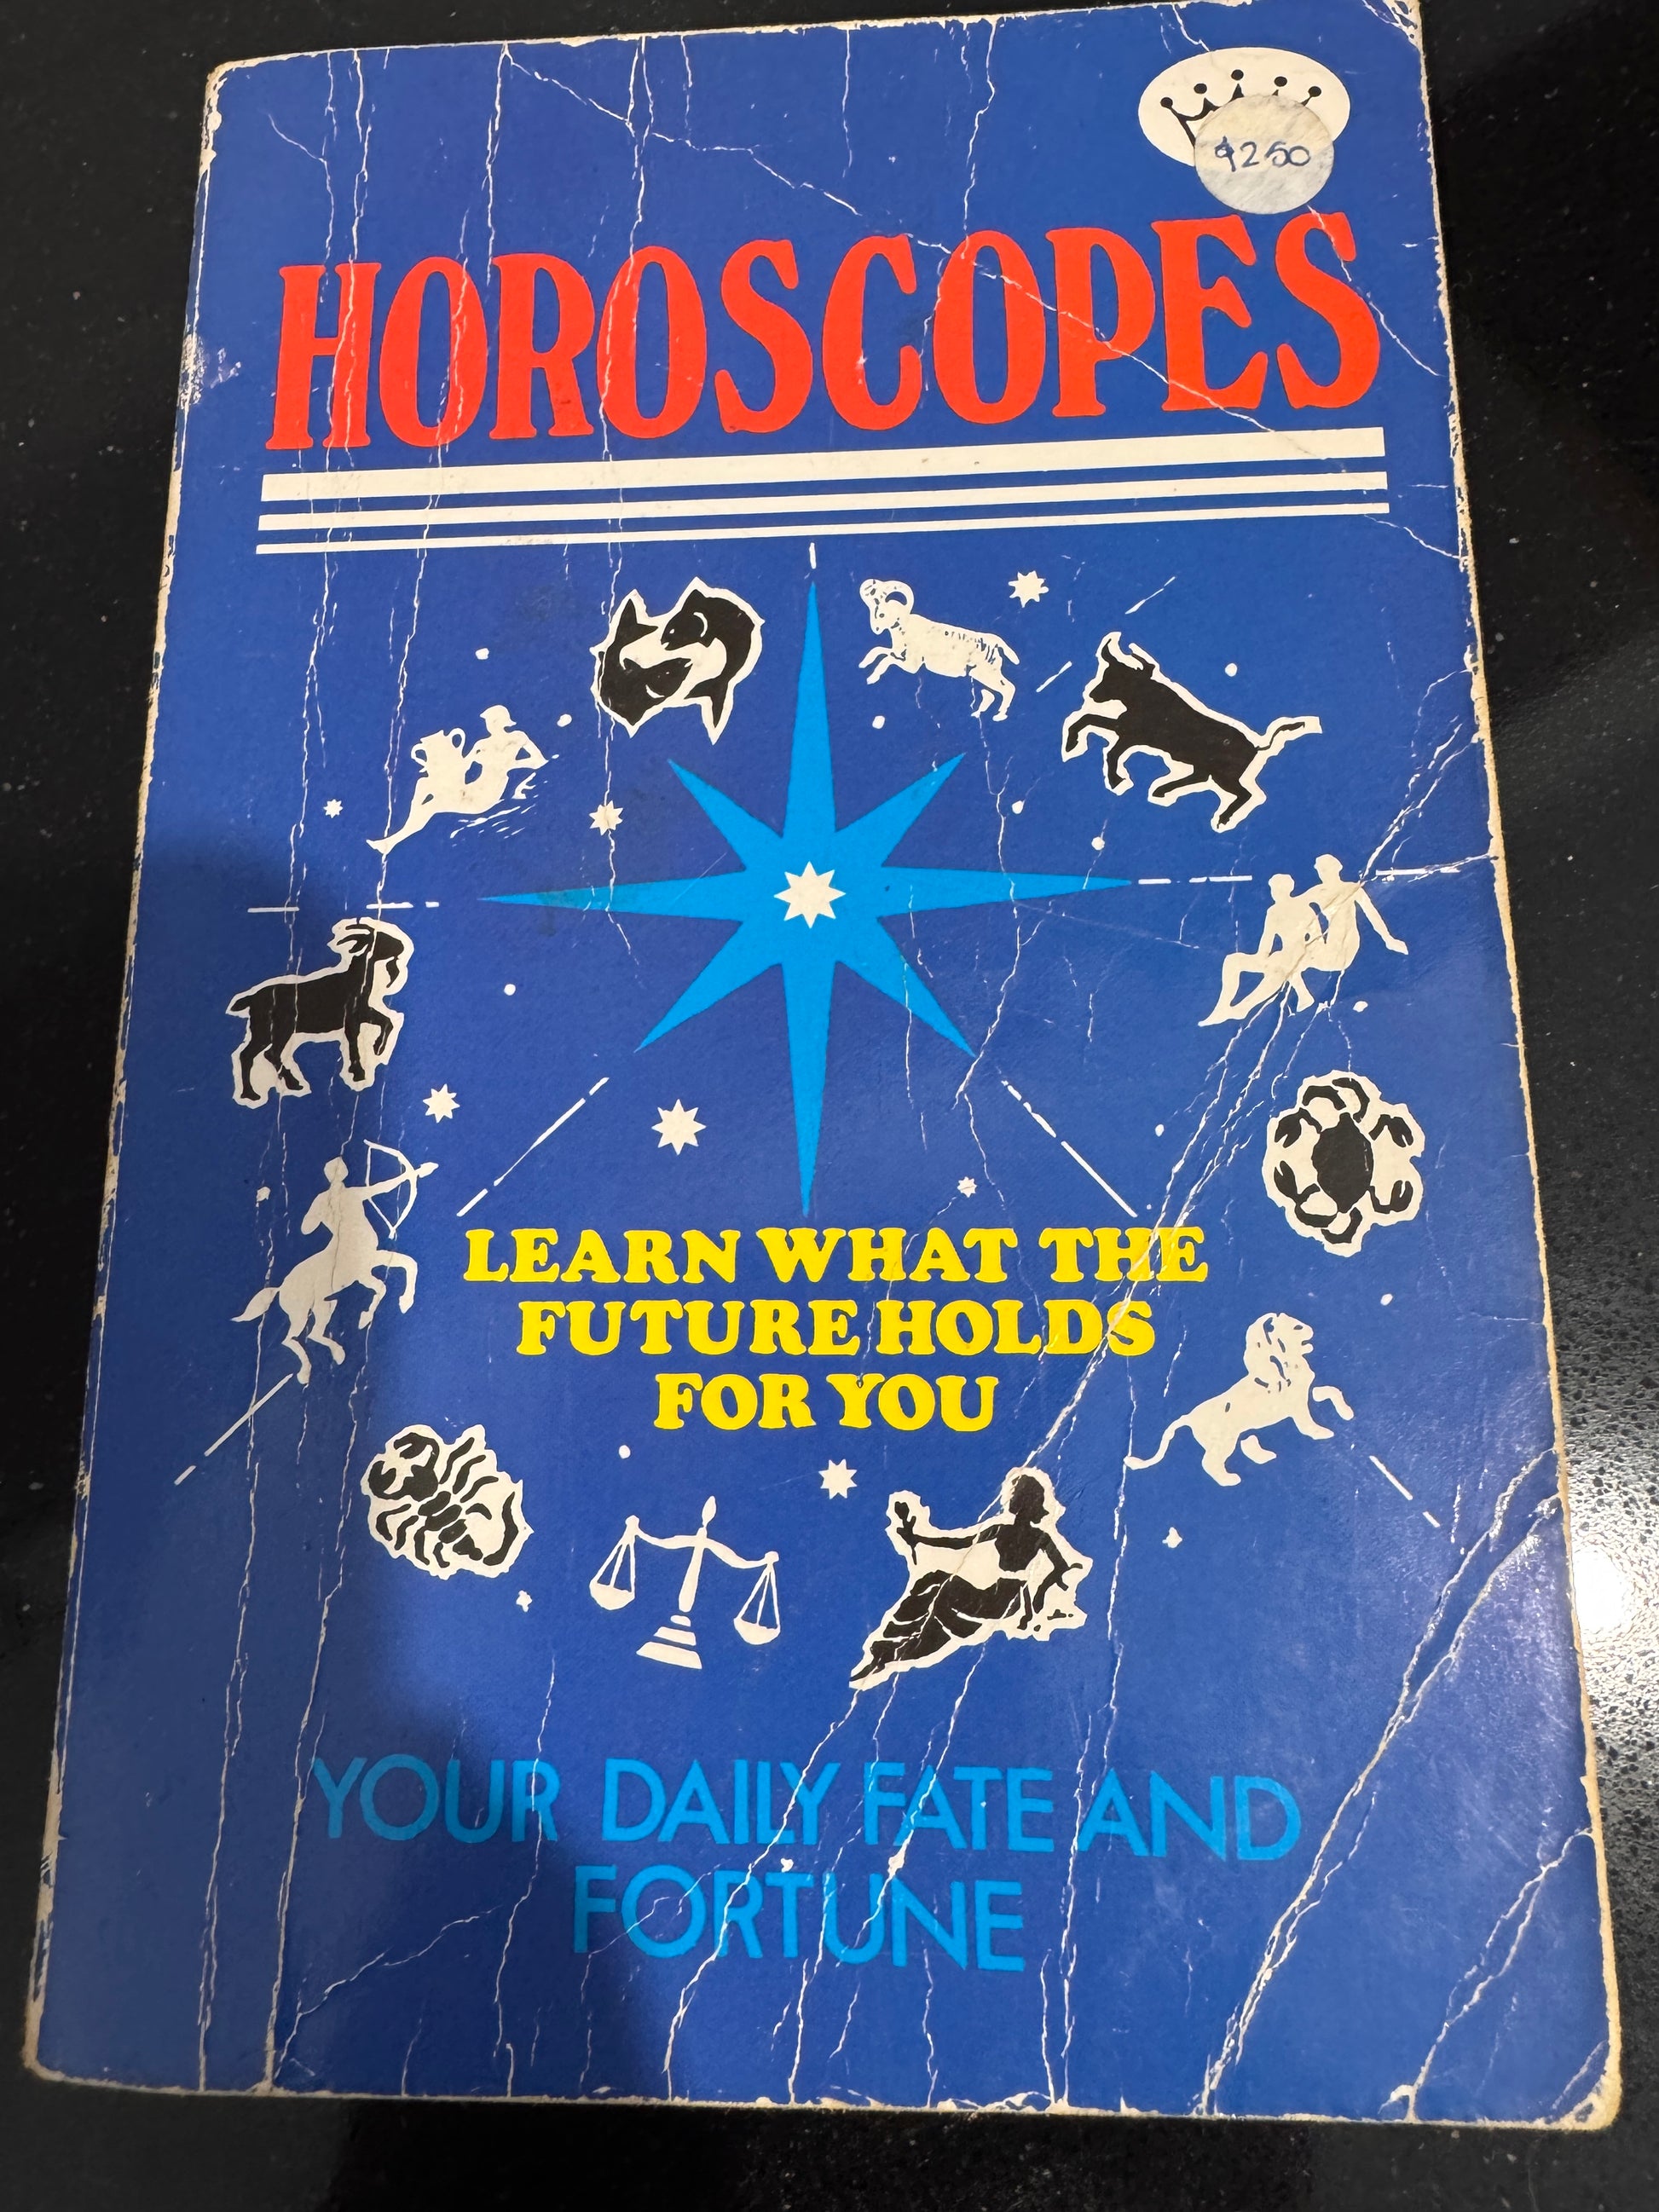 $2.50
HOROSCOPES
LEARN WHAT THE
FUTURE HOLDS
FOR YOU
YOUR DAILY FATE AND
FORTUNE